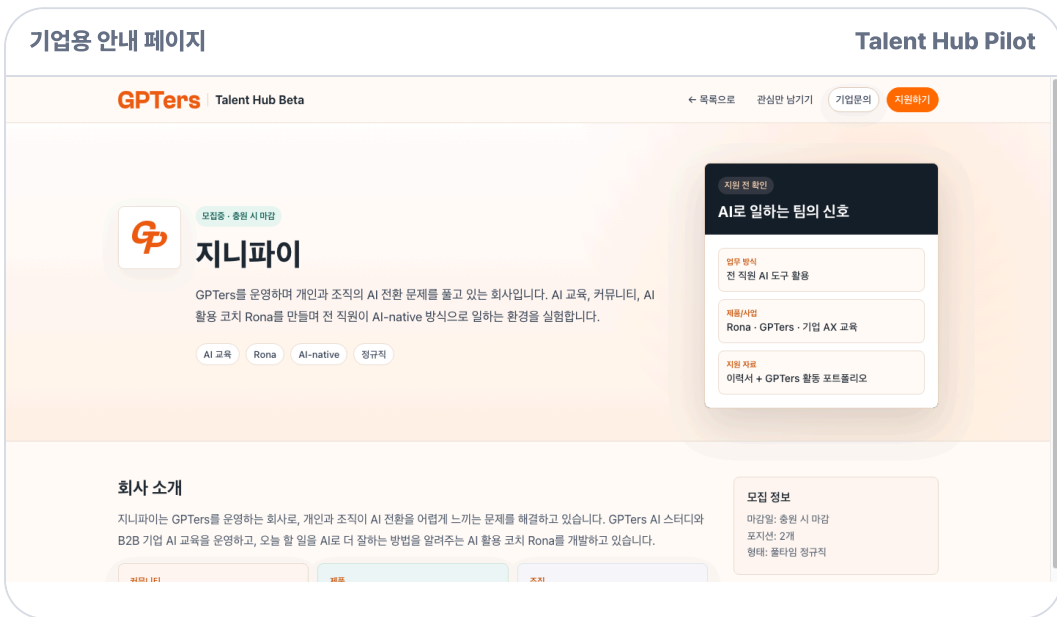 기업용 안내 페이지
Talent Hub Pilot
GPTers
Talent Hub Beta
← 목록으로
관심만 남기기
기업문의
지원하기
GP
모집중 · 충원 시 마감
지니파이
GPTers를 운영하며 개인과 조직의 AI 전환 문제를 풀고 있는 회사입니다. AI 교육, 커뮤니티, AI
활용 코치 Rona를 만들며 전 직원이 AI-native 방식으로 일하는 환경을 실험합니다.
AI 교육
Rona
AI-native
정규직
지원 전 확인
AI로 일하는 팀의 신호
업무 방식
전 직원 AI 도구 활용
제품/사업
Rona · GPTers · 기업 AX 교육
지원 자료
이력서 + GPTers 활동 포트폴리오
회사 소개
지니파이는 GPTers를 운영하는 회사로, 개인과 조직이 AI 전환을 어렵게 느끼는 문제를 해결하고 있습니다. GPTers AI 스터디와
B2B 기업 AI 교육을 운영하고, 오늘 할 일을 AI로 더 잘하는 방법을 알려주는 AI 활용 코치 Rona를 개발하고 있습니다.
모집 정보
마감일: 충원 시 마감
포지션: 2개
형태: 풀타임 정규직
커뮤니티
제품
조직